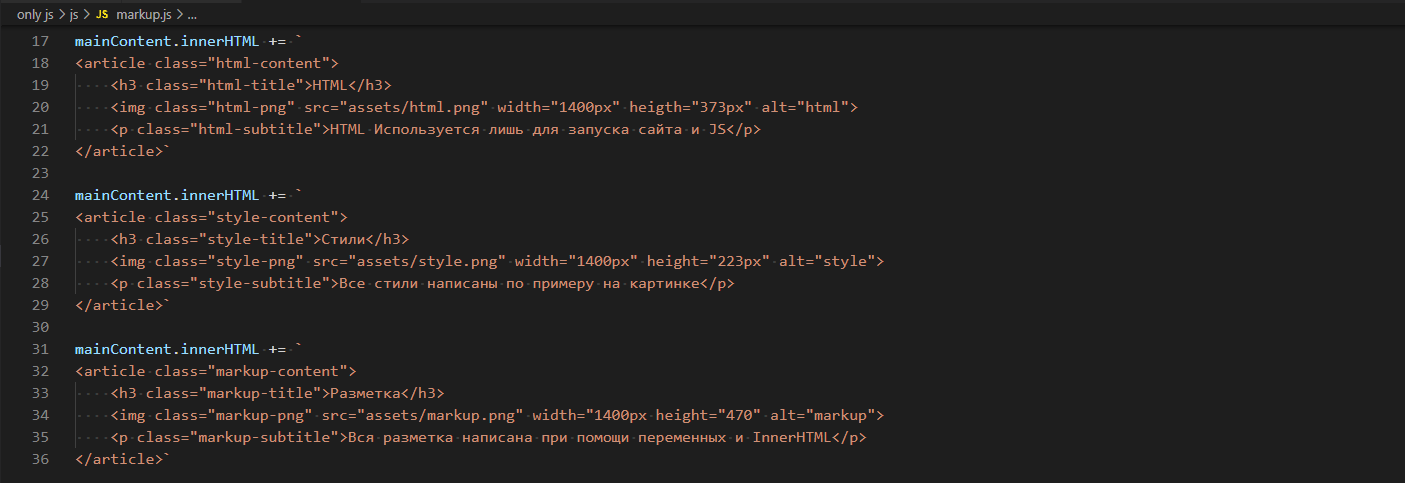 only js > js > JS markup.js > ...
17 mainContent.innerHTML += `
18 <article class="html-content">
19     <h3 class="html-title">HTML</h3>
20     <img class="html-png" src="assets/html.png" width="1400px" heigth="373px" alt="html">
21     <p class="html-subtitle">HTML Используется лишь для запуска сайта и JS</p>
22 </article>`
23
24 mainContent.innerHTML += `
25 <article class="style-content">
26     <h3 class="style-title">Стили</h3>
27     <img class="style-png" src="assets/style.png" width="1400px" height="223px" alt="style">
28     <p class="style-subtitle">Все стили написаны по примеру на картинке</p>
29 </article>`
30
31 mainContent.innerHTML += `
32 <article class="markup-content">
33     <h3 class="markup-title">Разметка</h3>
34     <img class="markup-png" src="assets/markup.png" width="1400px height="470" alt="markup">
35     <p class="markup-subtitle">Вся разметка написана при помощи переменных и InnerHTML</p>
36 </article>`